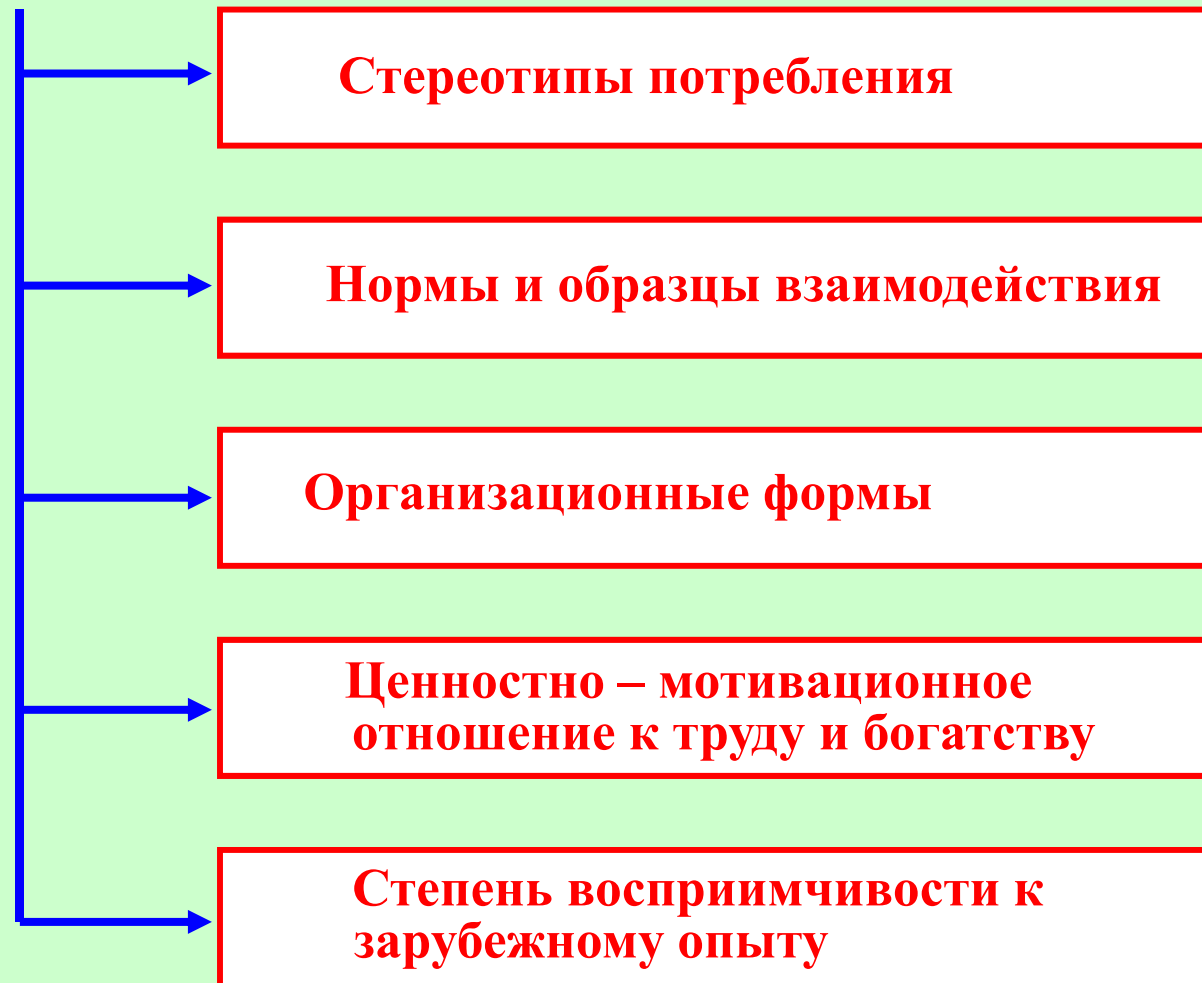 Стереотипы потребления
Нормы и образцы взаимодействия
Организационные формы
Ценностно – мотивационное
отношение к труду и богатству
Степень восприимчивости к
зарубежному опыту